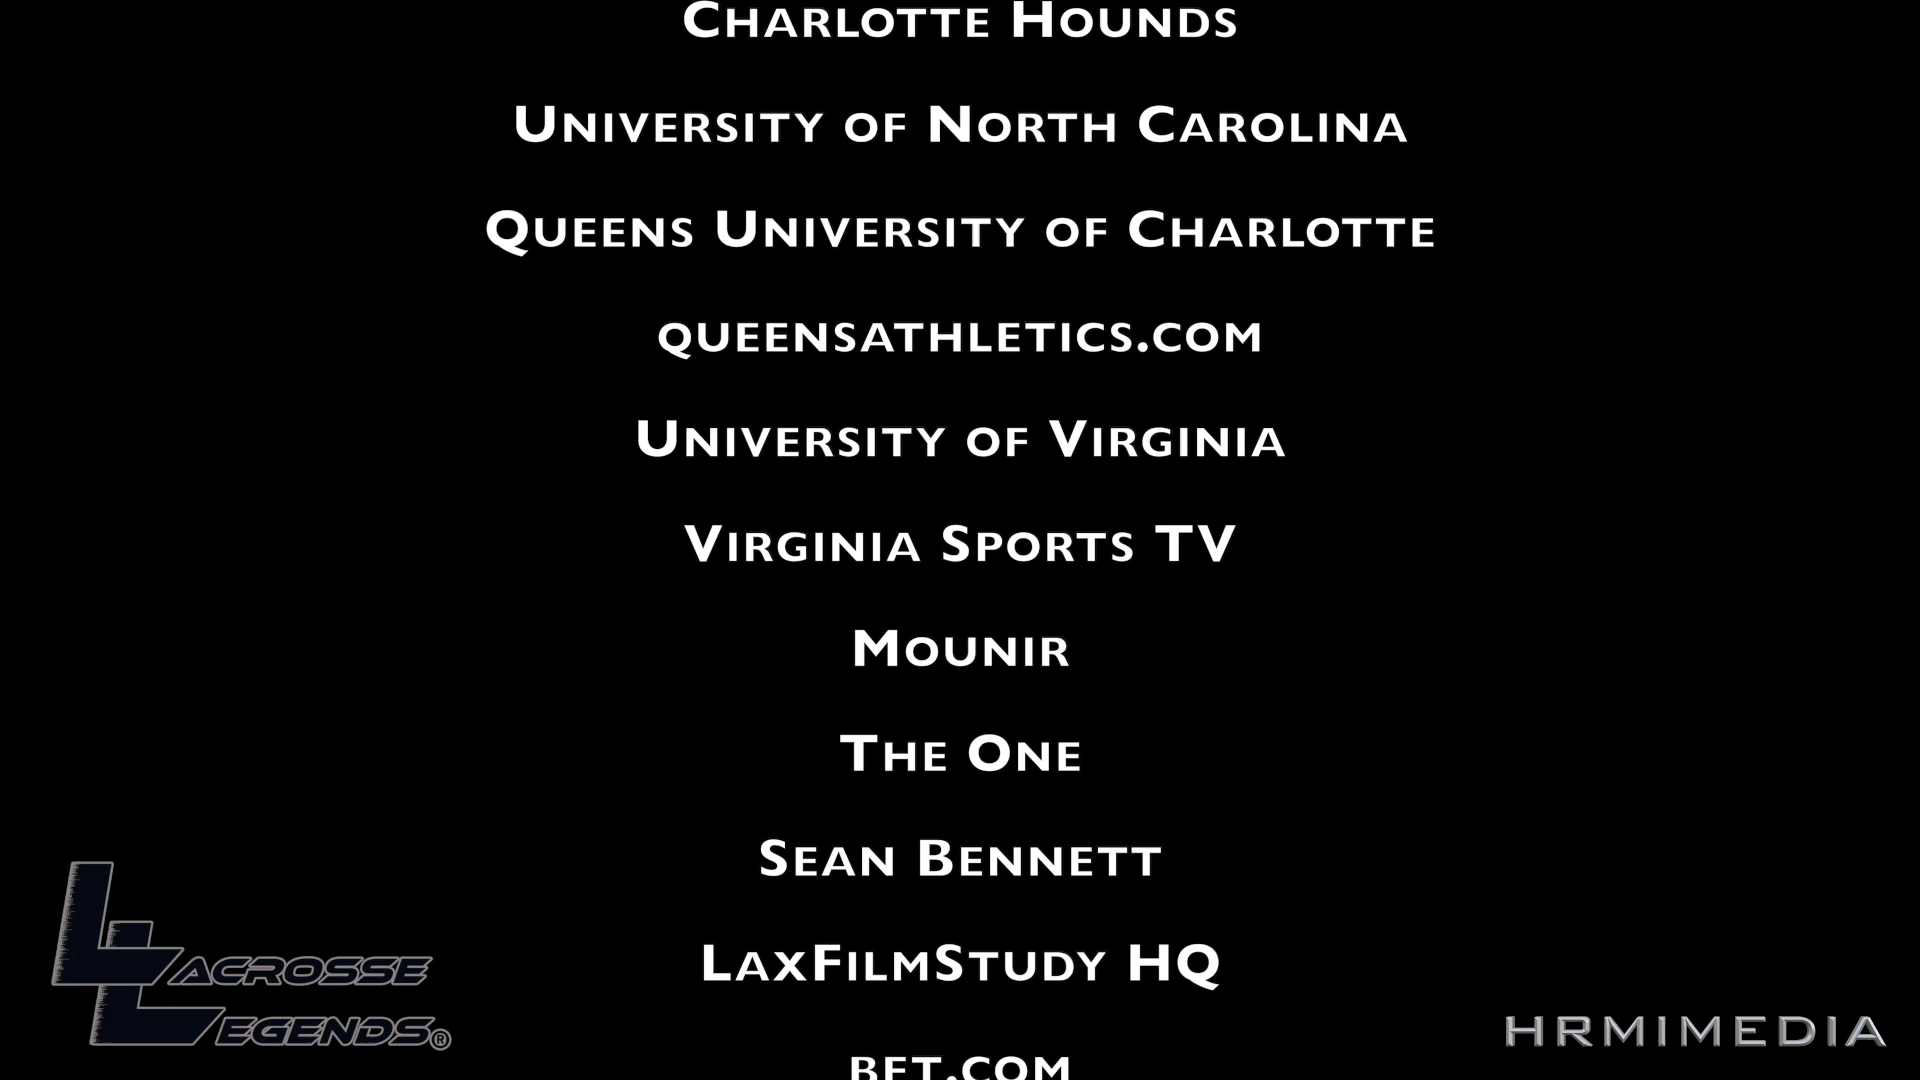 Charlotte Hounds
University of North Carolina
Queens University of Charlotte
queensathletics.com
University of Virginia
Virginia Sports TV
Mounir
The One
Sean Bennett
LaxFilmStudy HQ
bet.com
Lacrosse
Legends®
HRMIMEDIA